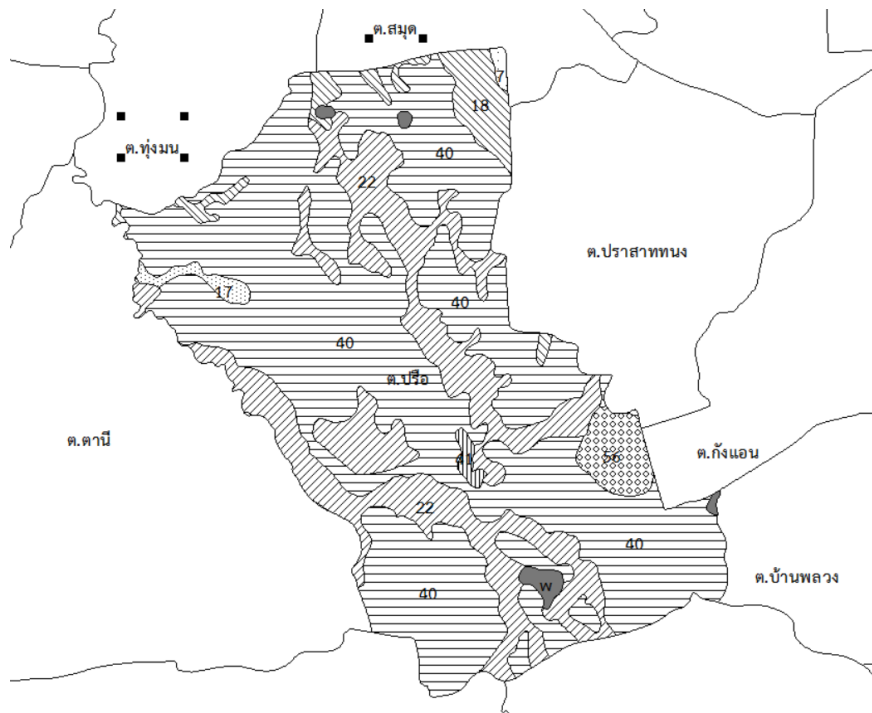 ต.สมุด
7
18
ต.ทุ่งมน
40
22
ต.ปราสาททนง
17
40
40
ต.ปรือ
ต.ตานี
41
56
ต.กังแอน
22
40
ต.บ้านพลวง
40
W